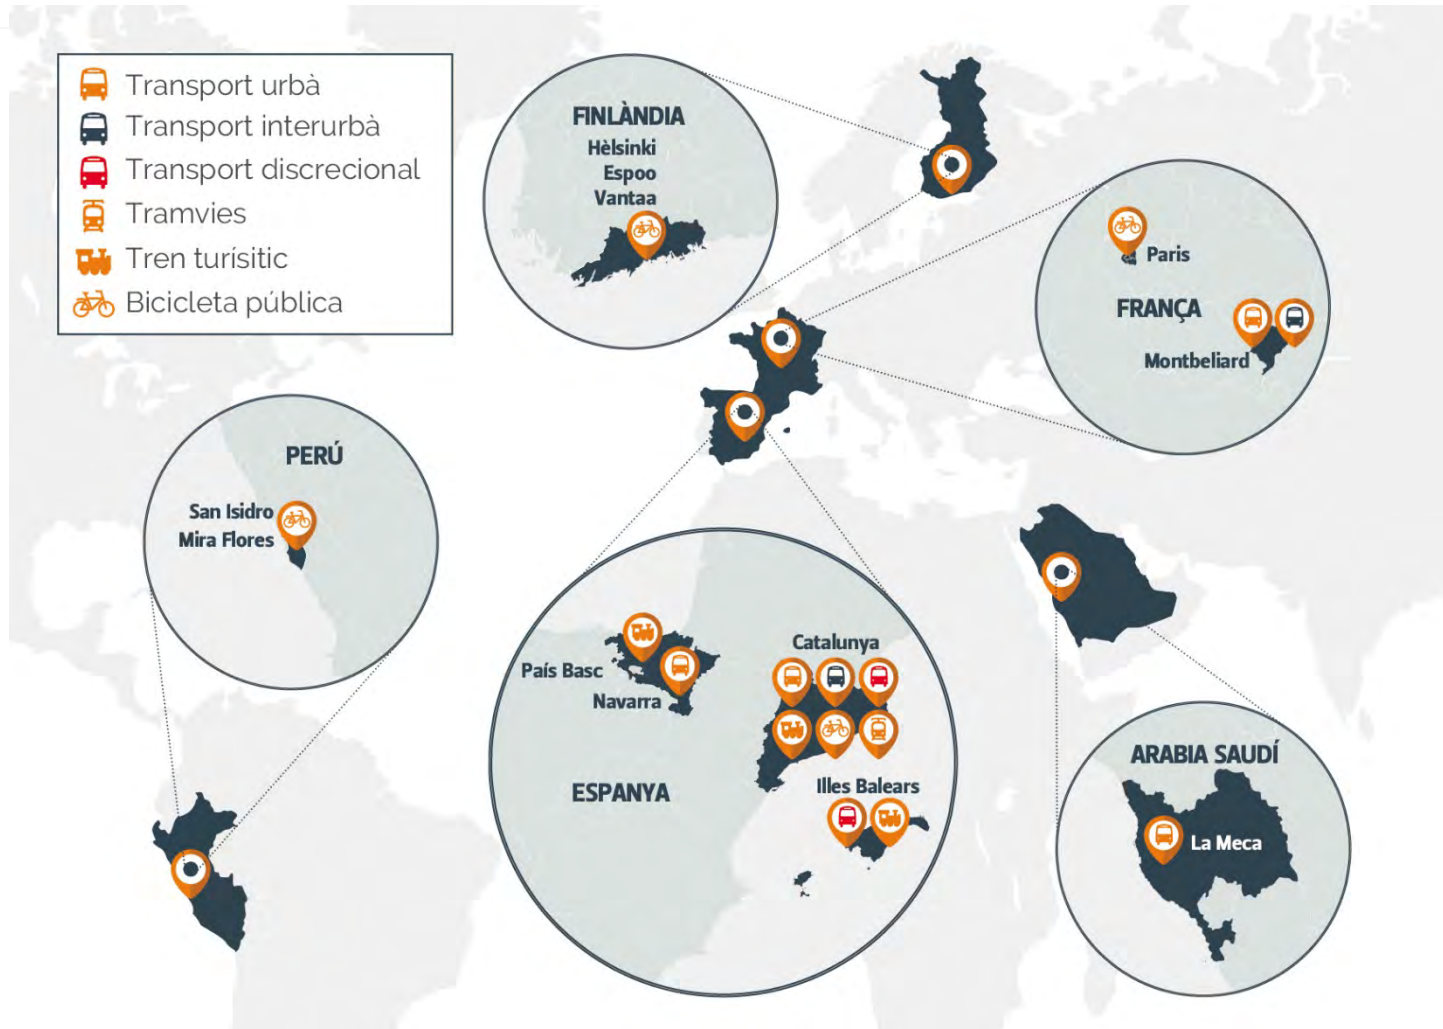 Transport urbà
Transport interurbà
Transport discrecional
Tramvies
Tren turísitic
Bicicleta pública
FINLÀNDIA
Hèlsinki
Espoo
Vantaa
Paris
FRANÇA
Montbeliard
PERÚ
San Isidro
Mira Flores
Catalunya
País Basc
Navarra
ESPANYA
Illes Balears
ARABIA SAUDÍ
La Meca